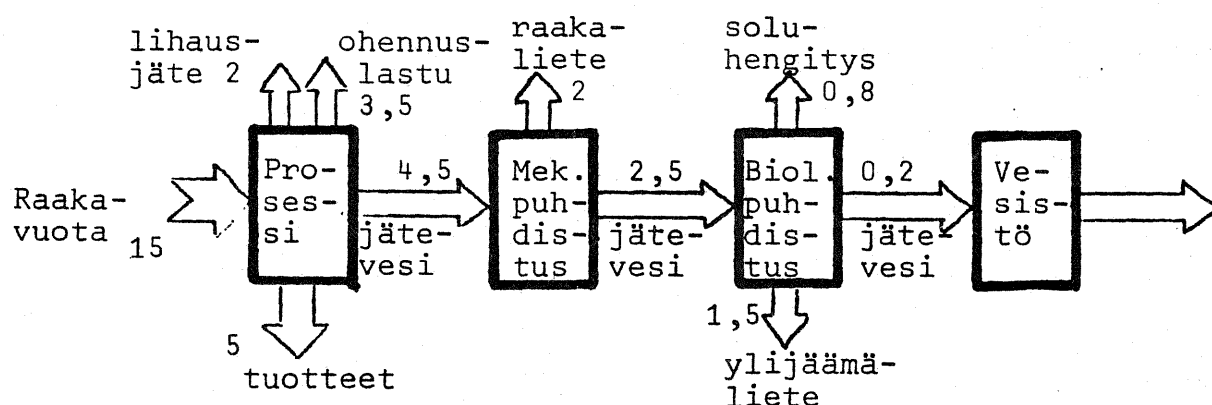 lihaus-
jäte 2
ohennus-
lastu
3,5
raaka-
liete
2
solu-
hengitys
0,8
Raaka-
vuota
15
Pro-
ses-
si
4,5
jäte-
vesi
Mek.
puh-
dis-
tus
2,5
jäte-
vesi
Biol.
puh-
dis-
tus
0,2
jäte-
vesi
Ve-
sis-
tö
5
tuotteet
1,5
ylijäämä-
liete